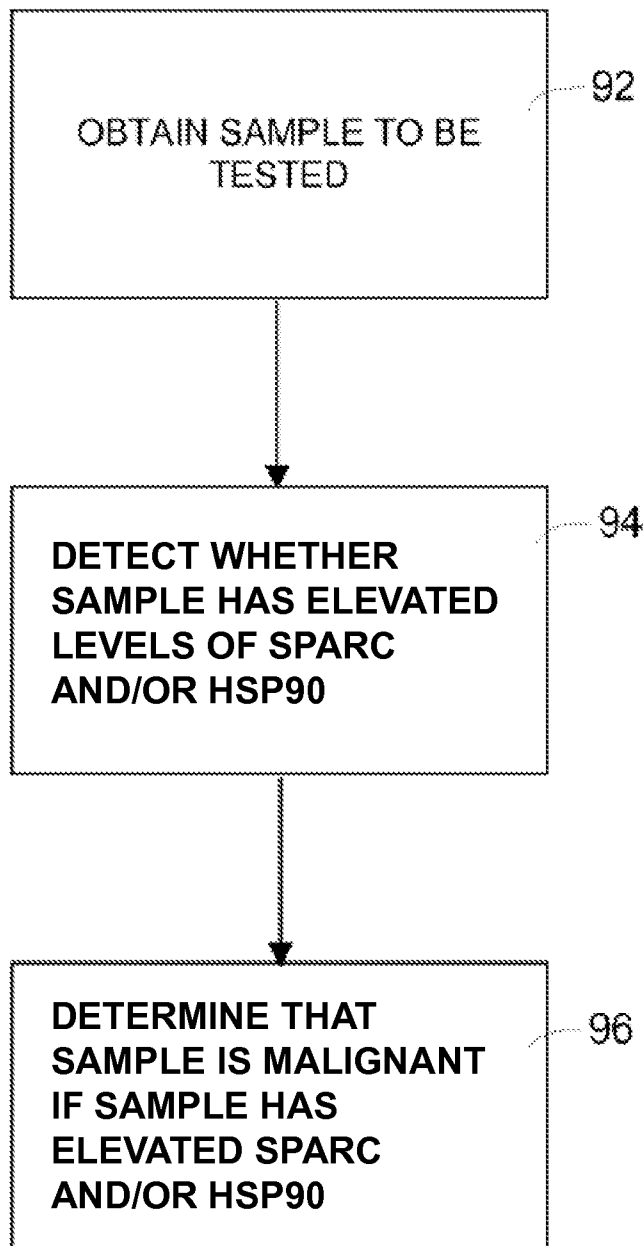 OBTAIN SAMPLE TO BE
TESTED
92
DETECT WHETHER
SAMPLE HAS ELEVATED
LEVELS OF SPARC
AND/OR HSP90
94
DETERMINE THAT
SAMPLE IS MALIGNANT
IF SAMPLE HAS
ELEVATED SPARC
AND/OR HSP90
96